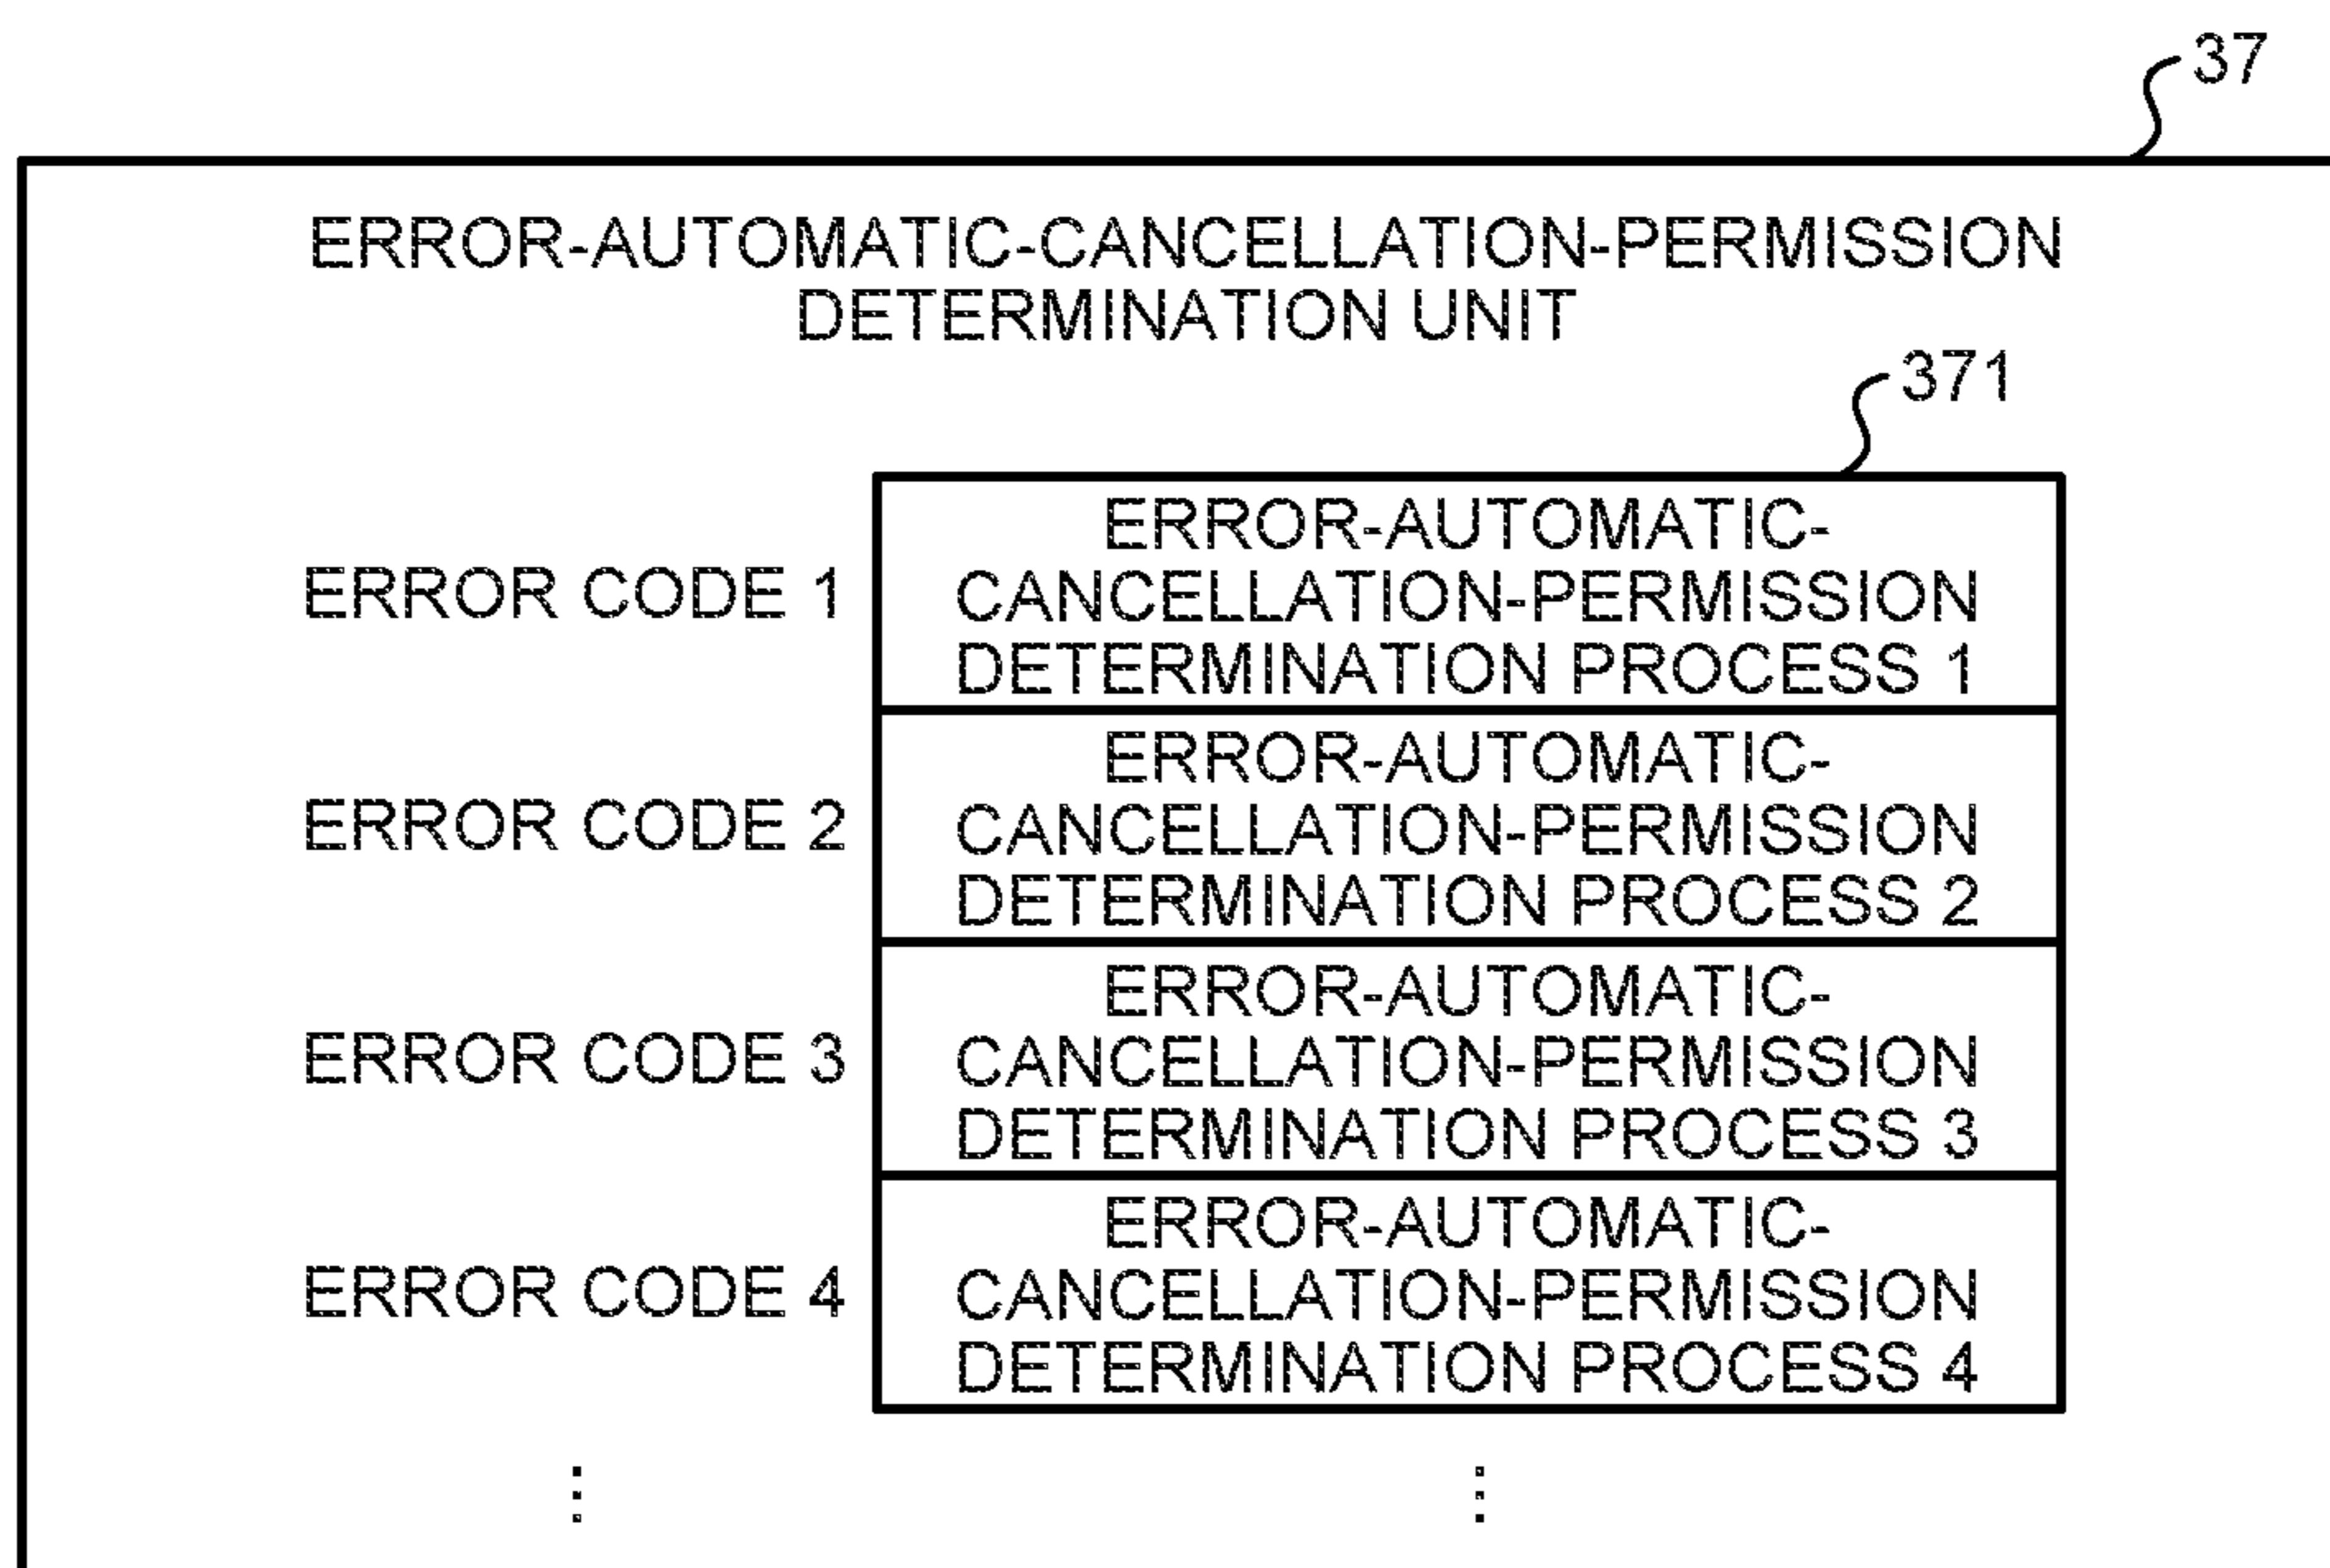 37
ERROR-AUTOMATIC-CANCELLATION-PERMISSION
DETERMINATION UNIT
371
ERROR CODE 1
ERROR-AUTOMATIC-
CANCELLATION-PERMISSION
DETERMINATION PROCESS 1
ERROR CODE 2
ERROR-AUTOMATIC-
CANCELLATION-PERMISSION
DETERMINATION PROCESS 2
ERROR CODE 3
ERROR-AUTOMATIC-
CANCELLATION-PERMISSION
DETERMINATION PROCESS 3
ERROR CODE 4
ERROR-AUTOMATIC-
CANCELLATION-PERMISSION
DETERMINATION PROCESS 4